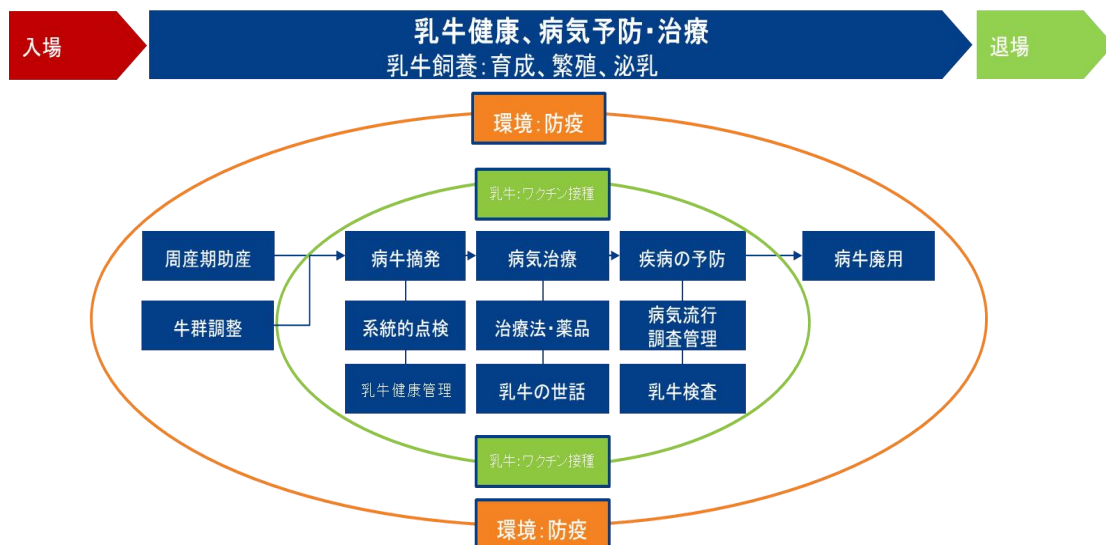 入場
乳牛健康、病気予防・治療
乳牛飼養：育成、繁殖、泌乳
退場
環境：防疫
乳牛：ワクチン接種
周産期助産
病牛摘発
病気治療
疾病の予防
病牛廃用
牛群調整
系統的点検
治療法・薬品
病気流行
調査管理
乳牛健康管理
乳牛の世話
乳牛検査
乳牛：ワクチン接種
環境：防疫